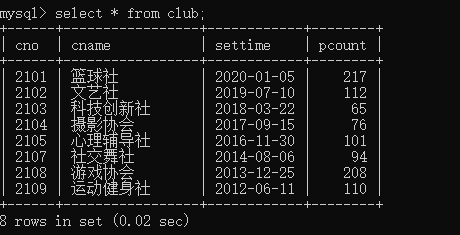 mysql> select * from club;
+------+--------------+------------+--------+
| cno | cname | settime | pcount |
+------+--------------+------------+--------+
| 2101 | 篮球社 | 2020-01-05 | 217 |
| 2102 | 文艺社 | 2019-07-10 | 112 |
| 2103 | 科技创新社 | 2018-03-22 | 65 |
| 2104 | 摄影协会 | 2017-09-15 | 76 |
| 2105 | 心理辅导社 | 2016-11-30 | 101 |
| 2107 | 社交舞社 | 2014-08-06 | 94 |
| 2108 | 游戏协会 | 2013-12-25 | 208 |
| 2109 | 运动健身社 | 2012-06-11 | 110 |
+------+--------------+------------+--------+
8 rows in set (0.02 sec)